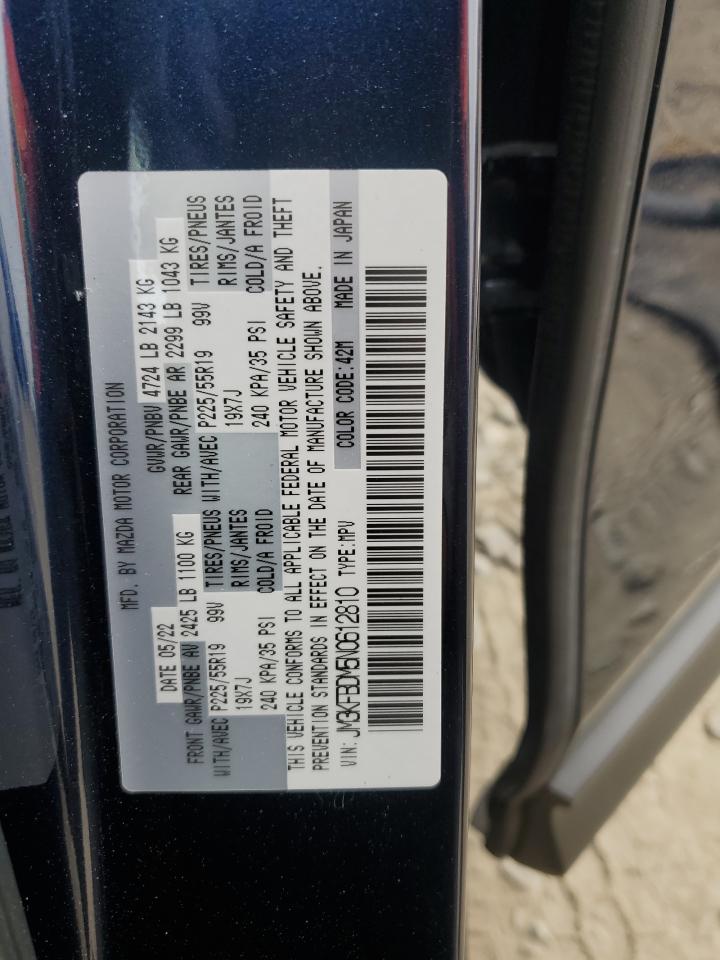 MFD. BY MAZDA MOTOR CORPORATION
DATE 05/22 GVWR/PNBV 4724 LB 2143 KG
FRONT GAWR/PNBE AV 2425 LB 1100 KG REAR GAWR/PNBE AR 2299 LB 1043 KG
WITH/AVEC P225/55R19 99V TIRES/PNEUS WITH/AVEC P225/55R19 99V TIRES/PNEUS
19X7J RIMS/JANTES 19X7J RIMS/JANTES
240 KPA/35 PSI COLD/A FROID 240 KPA/35 PSI COLD/A FROID
THIS VEHICLE CONFORMS TO ALL APPLICABLE FEDERAL MOTOR VEHICLE SAFETY AND THEFT
PREVENTION STANDARDS IN EFFECT ON THE DATE OF MANUFACTURE SHOWN ABOVE.
VIN: JM3KFBDM5N0612810 TYPE:MPV COLOR CODE:42M MADE IN JAPAN